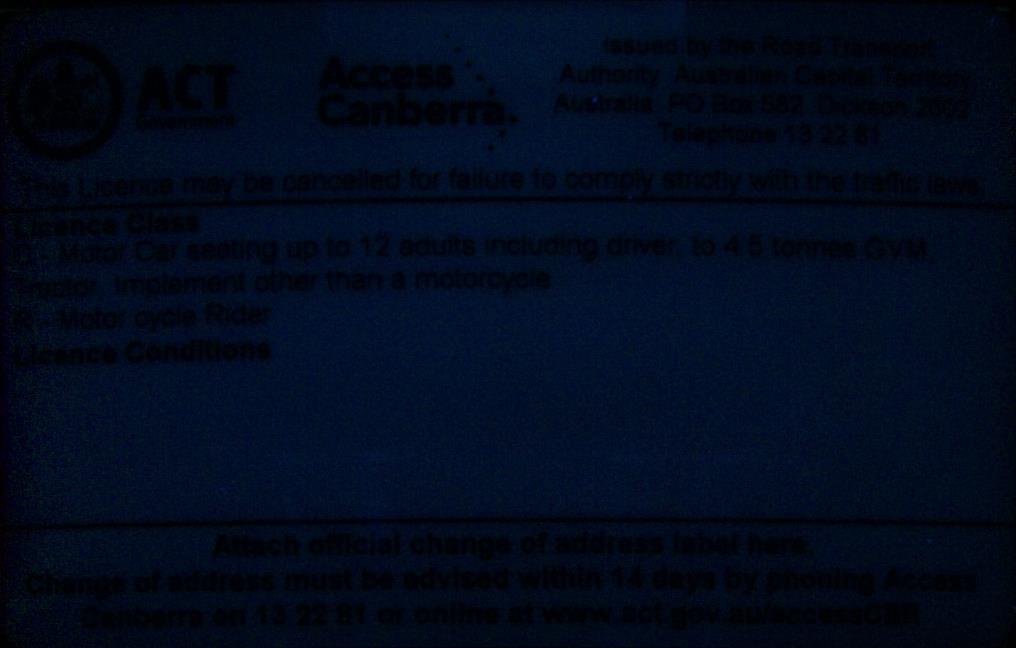 ACT
Government
Access
Canberra.
Issued by the Road Transport
Authority Australian Capital Territory
Australia PO Box 582 Dickson 2602
Telephone 13 22 81
This Licence may be cancelled for failure to comply strictly with the traffic laws.
Licence Class
C - Motor Car seating up to 12 adults including driver, to 4.5 tonnes GVM,
Tractor, Implement other than a motorcycle
R - Motor cycle Rider
Licence Conditions
Attach official change of address label here.
Change of address must be advised within 14 days by phoning Access
Canberra on 13 22 81 or online at www.act.gov.au/accessCBR